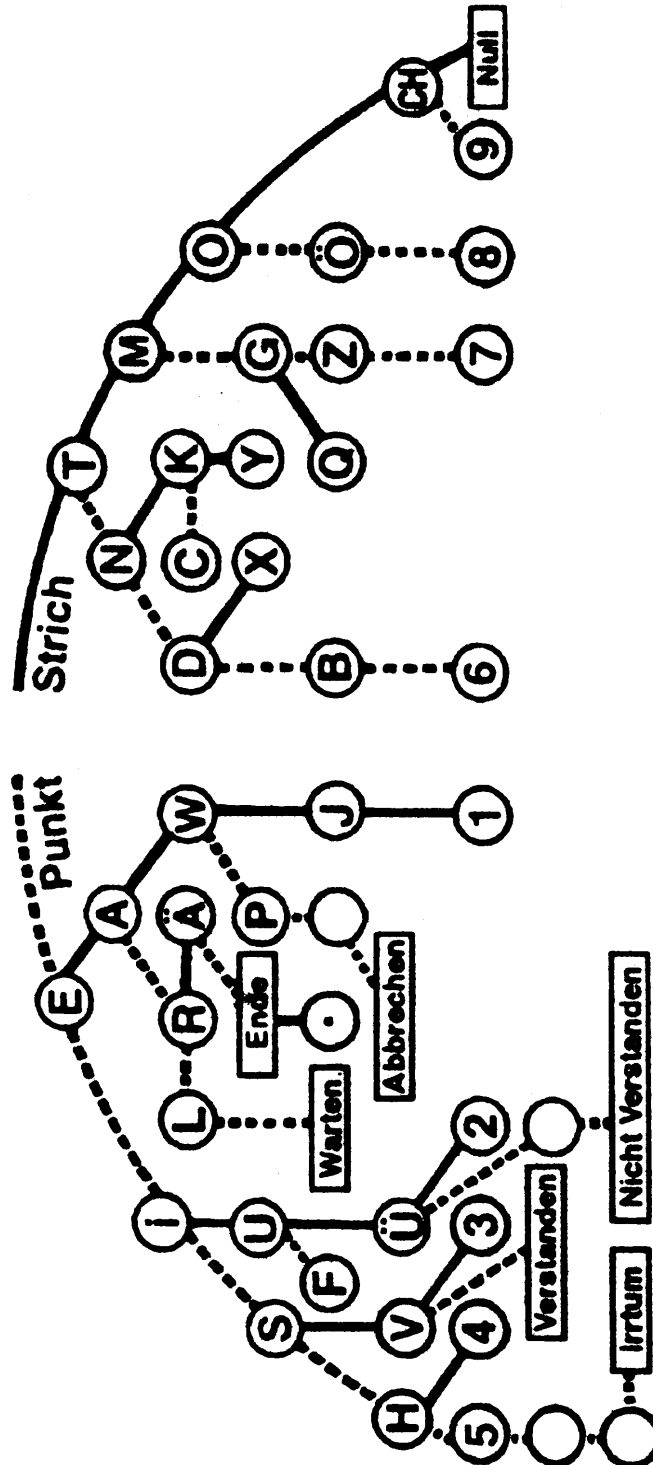 Punkt Strich
E T
A N M
i L R Ä W D C K O
S U Ende P X Y G
F Warten. . J B Q Z Ö
H V Ü Abbrechen CH
5 4 3 2 1 6 7 8 9 Null
Verstanden
Irrtum Nicht Verstanden